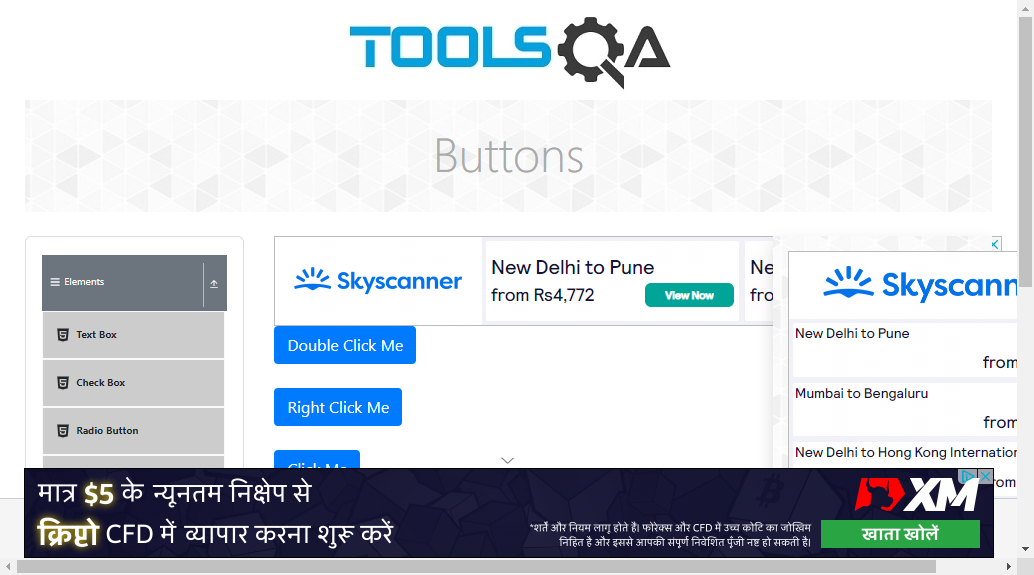 TOOLSQA
Buttons
Elements
Text Box
Check Box
Radio Button
Skyscanner
New Delhi to Pune
from Rs4,772
View Now
Ne
fro
Double Click Me
Right Click Me
Click Me
Skyscann
New Delhi to Pune
from
Mumbai to Bengaluru
from
New Delhi to Hong Kong Internation
from
मात्र $5 के न्यूनतम निक्षेप से
क्रिप्टो CFD में व्यापार करना शुरू करें
*शर्तें और नियम लागू होते हैं। फोरेक्स और CFD में उच्च कोटि का जोखिम
निहित है और इससे आपकी संपूर्ण निवेशित पूँजी नष्ट हो सकती है।
XM
खाता खोलें